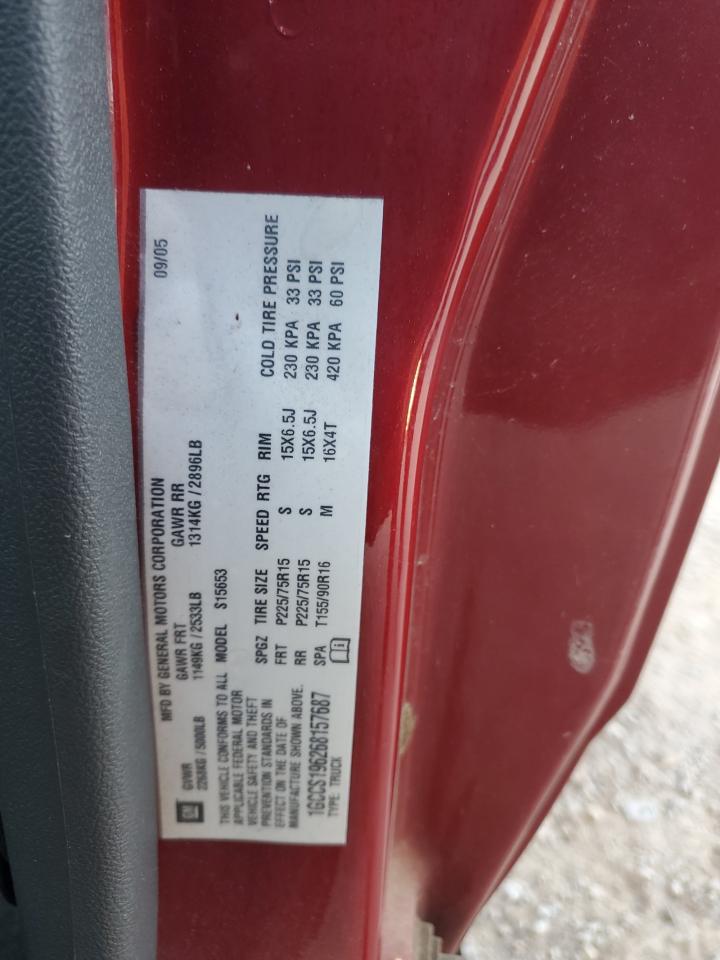 MFD BY GENERAL MOTORS CORPORATION 09/05
GM GVWR GAWR FRT GAWR RR
2268KG / 5000LB 1149KG / 2533LB 1314KG / 2896LB
THIS VEHICLE CONFORMS TO ALL
APPLICABLE FEDERAL MOTOR
VEHICLE SAFETY AND THEFT
PREVENTION STANDARDS IN
EFFECT ON THE DATE OF
MANUFACTURE SHOWN ABOVE.
1GCCS196268157687
TYPE: TRUCK
MODEL S15653
SPGZ TIRE SIZE SPEED RTG RIM COLD TIRE PRESSURE
FRT P225/75R15 S 15X6.5J 230 KPA 33 PSI
RR P225/75R15 S 15X6.5J 230 KPA 33 PSI
SPA T155/90R16 M 16X4T 420 KPA 60 PSI